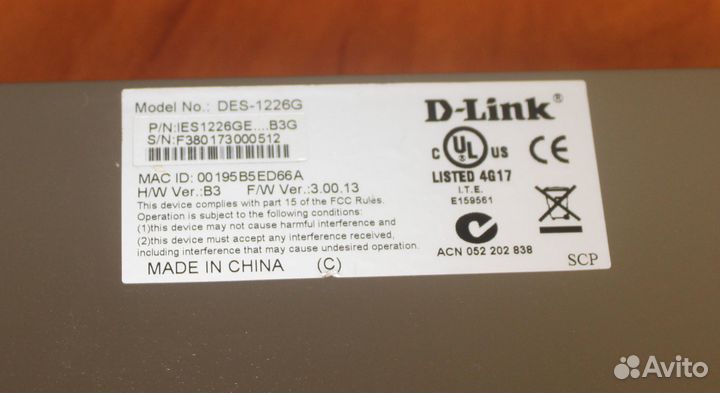 Model No.: DES-1226G
P/N:IES1226GE....B3G
S/N:F380173000512
MAC ID: 00195B5ED66A
H/W Ver.:B3 F/W Ver.:3.00.13
This device complies with part 15 of the FCC Rules.
Operation is subject to the following conditions:
(1)this device may not cause harmful interference and
(2)this device must accept any interference received,
including interference that may cause undesired operation.
MADE IN CHINA (C)
D-Link®
C UL® US
LISTED 4G17
I.T.E.
E159561
CE
ACN 052 202 838
SCP
Avito